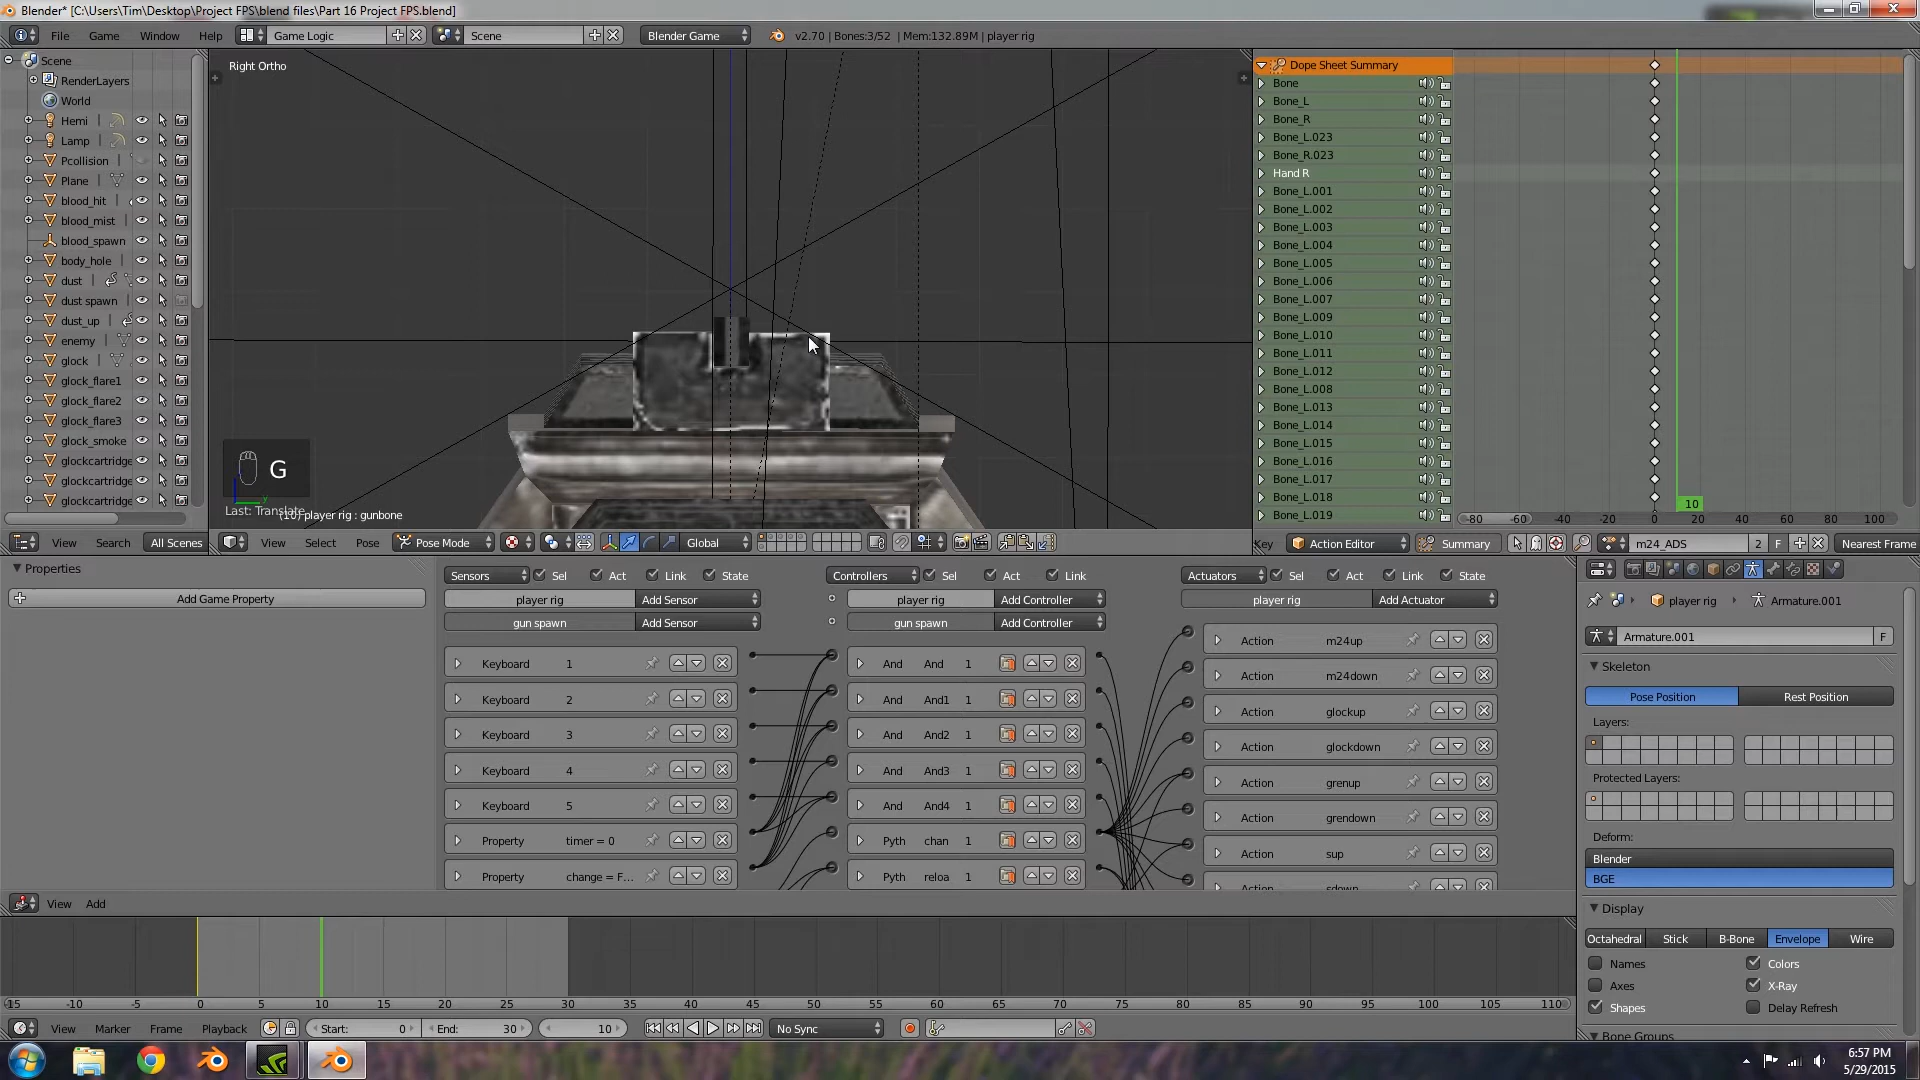 Blender* [C:\Users\Tim\Desktop\Project FPS\blend files\Part 16 Project FPS.blend]
File Game Window Help Game Logic Scene Blender Game v2.70 | Bones:3/52 | Mem:132.89M | player rig
Scene
RenderLayers
World
Hemi
Lamp
Pcollision
Plane
blood_hit
blood_mist
blood_spawn
body_hole
dust
dust spawn
dust_up
enemy
glock
glock_flare1
glock_flare2
glock_flare3
glock_smoke
glockcartridge
glockcartridge
glockcartridge
View Search All Scenes
Right Ortho
G
Last: Translate
(10) player rig : gunbone
View Select Pose Pose Mode Global
Dope Sheet Summary
Bone
Bone_L
Bone_R
Bone_L.023
Bone_R.023
Hand R
Bone_L.001
Bone_L.002
Bone_L.003
Bone_L.004
Bone_L.005
Bone_L.006
Bone_L.007
Bone_L.009
Bone_L.010
Bone_L.011
Bone_L.012
Bone_L.008
Bone_L.013
Bone_L.014
Bone_L.015
Bone_L.016
Bone_L.017
Bone_L.018
Bone_L.019
10
-80 -60 -40 -20 0 20 40 60 80 100
Key Action Editor Summary m24_ADS 2 F Nearest Frame
Properties
Add Game Property
Sensors Sel Act Link State
player rig Add Sensor
gun spawn Add Sensor
Keyboard 1
Keyboard 2
Keyboard 3
Keyboard 4
Keyboard 5
Property timer = 0
Property change = F...
Controllers Sel Act Link
player rig Add Controller
gun spawn Add Controller
And And 1
And And1 1
And And2 1
And And3 1
And And4 1
Pyth chan 1
Pyth reloa 1
Actuators Sel Act Link State
player rig Add Actuator
Action m24up
Action m24down
Action glockup
Action glockdown
Action grenup
Action grendown
Action sup
Action sdown
View Add
player rig Armature.001
Armature.001 F
Skeleton
Pose Position Rest Position
Layers:
Protected Layers:
Deform:
Blender
BGE
Display
Octahedral Stick B-Bone Envelope Wire
Names Colors
Axes X-Ray
Shapes Delay Refresh
Bone Groups
-15 -10 -5 0 5 10 15 20 25 30 35 40 45 50 55 60 65 70 75 80 85 90 95 100 105 110
View Marker Frame Playback Start: 0 End: 30 10 No Sync
6:57 PM
5/29/2015